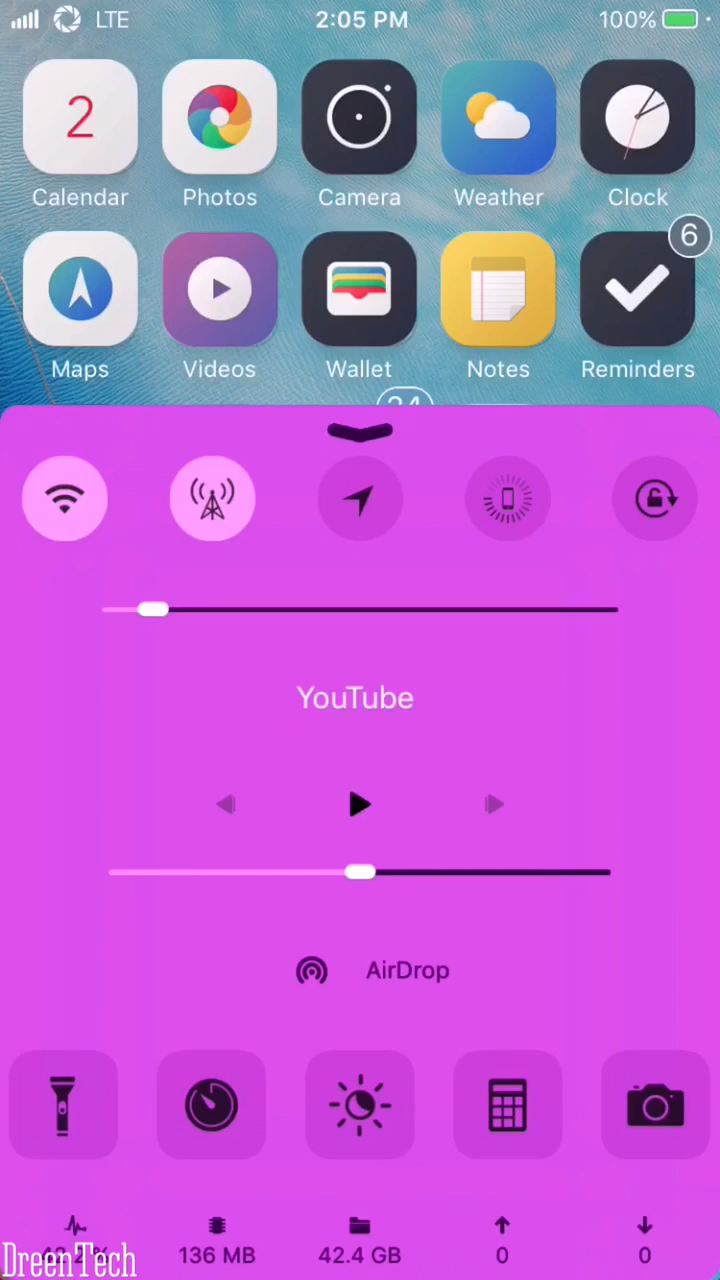 LTE 2:05 PM 100%
2
Calendar Photos Camera Weather Clock
6
Maps Videos Wallet Notes Reminders
YouTube
AirDrop
136 MB 42.4 GB 0 0
DreenTech